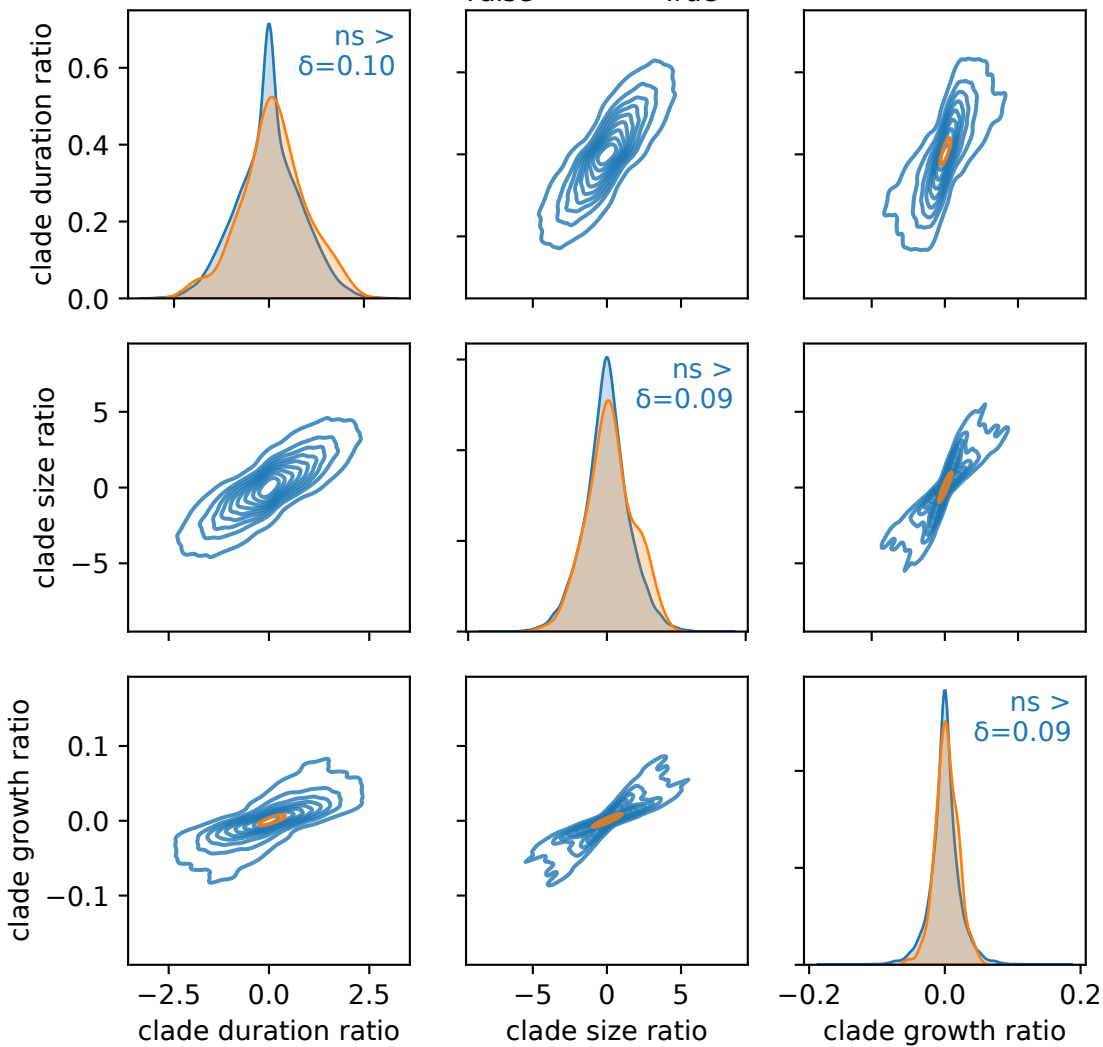 clade duration ratio
0.6
0.4
0.2
0.0
ns >
δ=0.10
clade size ratio
5
0
−5
ns >
δ=0.09
clade growth ratio
0.1
0.0
−0.1
ns >
δ=0.09
−2.5 0.0 2.5
−5 0 5
−0.2 0.0 0.2
clade duration ratio
clade size ratio
clade growth ratio